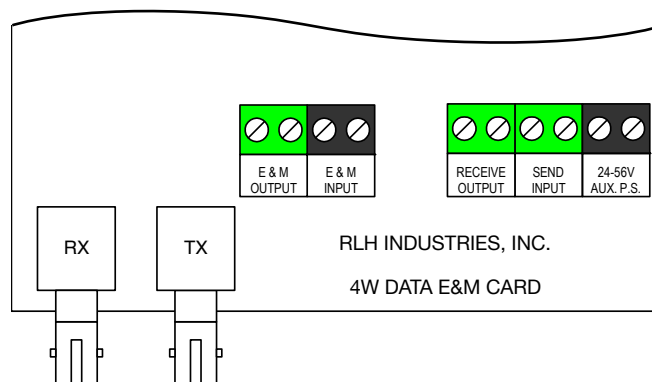 E & M
OUTPUT
E & M
INPUT
RECEIVE
OUTPUT
SEND
INPUT
24-56V
AUX. P.S.
RX
TX
RLH INDUSTRIES, INC.
4W DATA E&M CARD